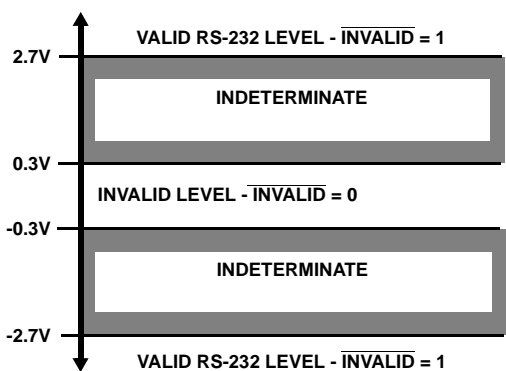 VALID RS-232 LEVEL - INVALID = 1
2.7V
INDETERMINATE
0.3V
INVALID LEVEL - INVALID = 0
-0.3V
INDETERMINATE
-2.7V
VALID RS-232 LEVEL - INVALID = 1